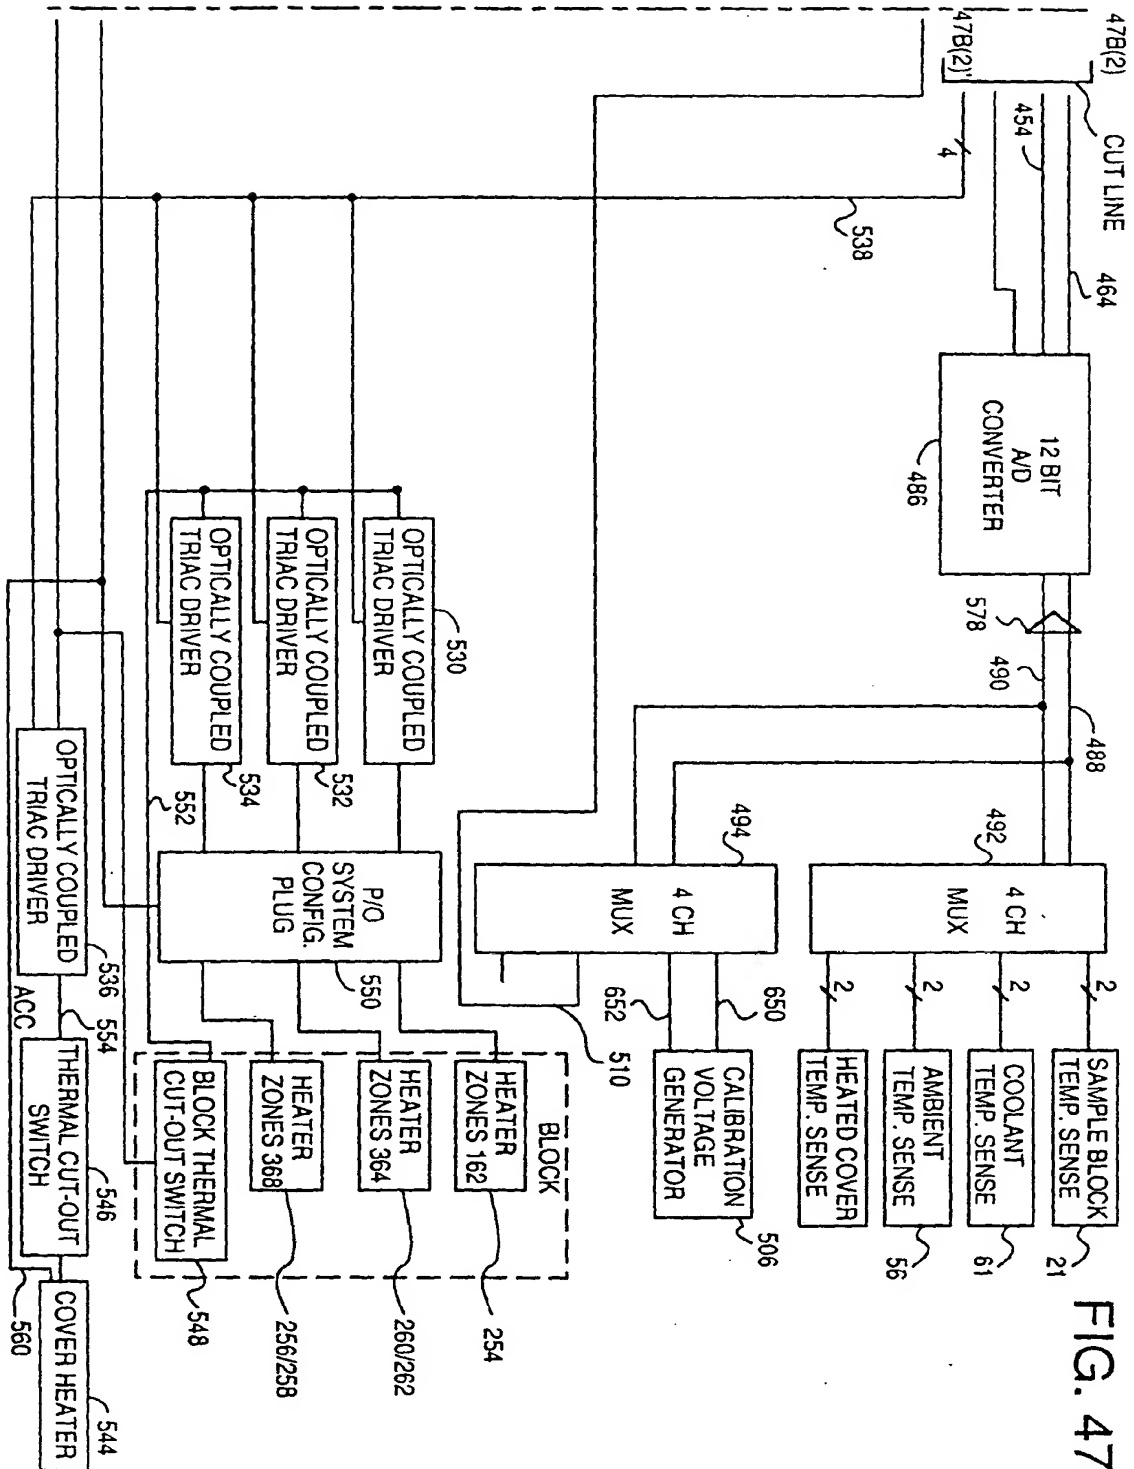 FIG. 47
47B(2)
47B(2)'
CUT LINE
464
454
4
538
12 BIT
A/D
CONVERTER
486
578
490
488
492
4 CH
MUX
2
2
2
2
SAMPLE BLOCK
TEMP. SENSE
21
COOLANT
TEMP. SENSE
61
AMBIENT
TEMP. SENSE
56
HEATED COVER
TEMP. SENSE
494
4 CH
MUX
650
652
510
CALIBRATION
VOLTAGE
GENERATOR
506
OPTICALLY COUPLED
TRIAC DRIVER
530
OPTICALLY COUPLED
TRIAC DRIVER
532
OPTICALLY COUPLED
TRIAC DRIVER
534
552
P/O
SYSTEM
CONFIG.
PLUG
550
BLOCK
HEATER
ZONES 162
254
HEATER
ZONES 364
260/262
HEATER
ZONES 368
256/258
BLOCK THERMAL
CUT-OUT SWITCH
548
OPTICALLY COUPLED
TRIAC DRIVER
536
ACC
554
THERMAL CUT-OUT
SWITCH
546
560
COVER HEATER
544